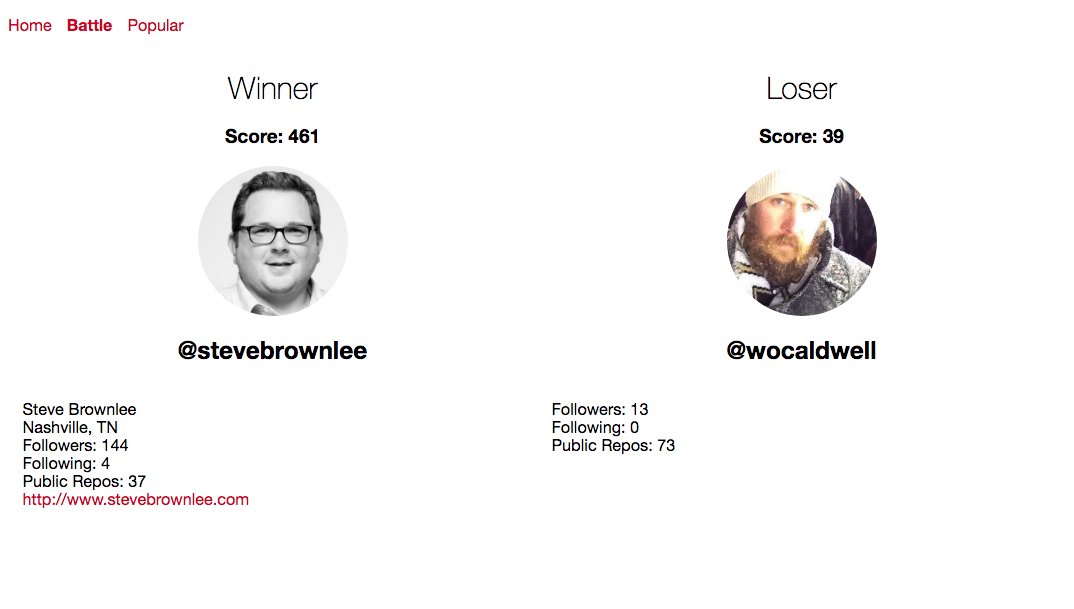 Home Battle Popular
Winner
Score: 461
@stevebrownlee
Steve Brownlee
Nashville, TN
Followers: 144
Following: 4
Public Repos: 37
http://www.stevebrownlee.com
Loser
Score: 39
@wocaldwell
Followers: 13
Following: 0
Public Repos: 73